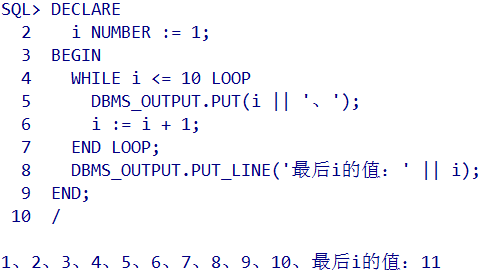 SQL> DECLARE
  2    i NUMBER := 1;
  3  BEGIN
  4    WHILE i <= 10 LOOP
  5      DBMS_OUTPUT.PUT(i || '、');
  6      i := i + 1;
  7    END LOOP;
  8    DBMS_OUTPUT.PUT_LINE('最后i的值：' || i);
  9  END;
 10  /
1、2、3、4、5、6、7、8、9、10、最后i的值：11